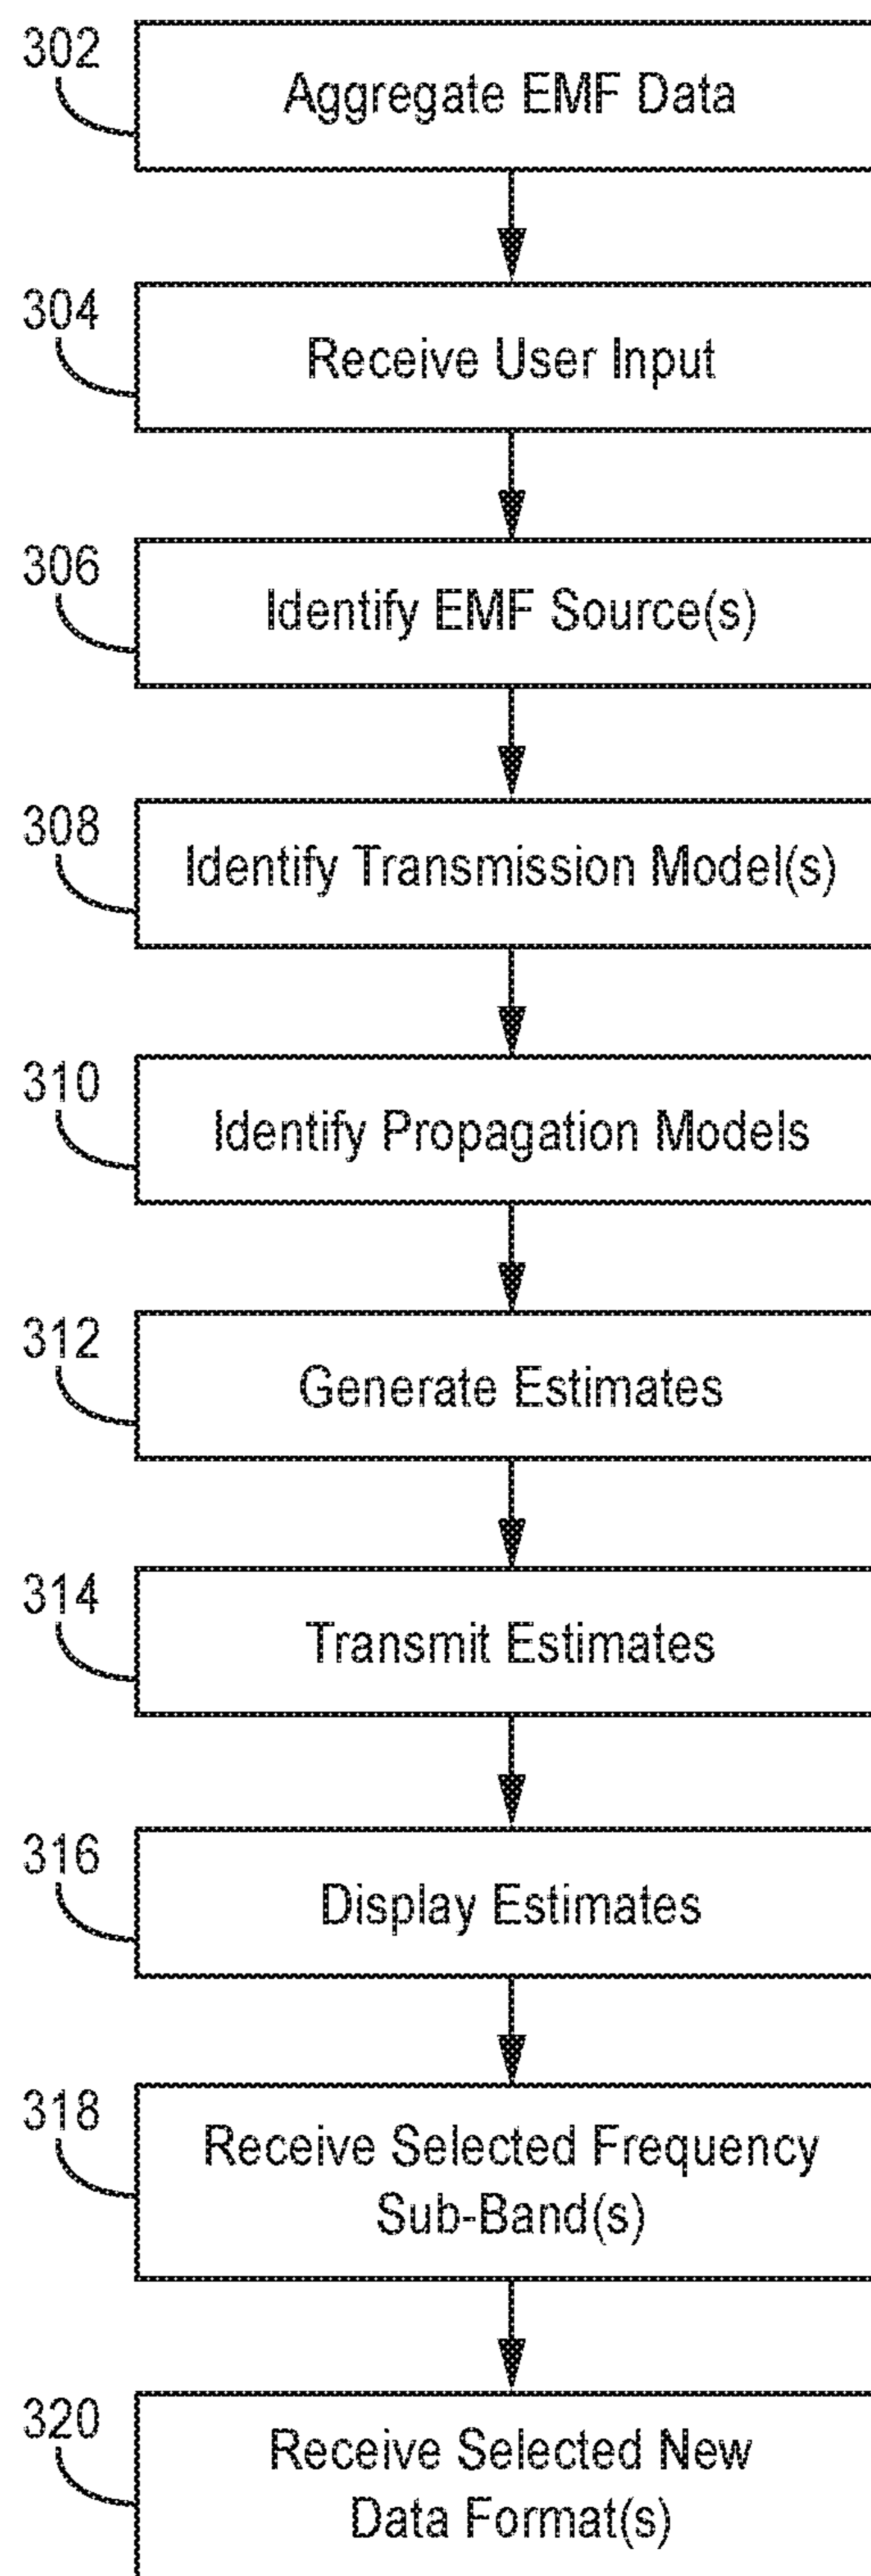 302
Aggregate EMF Data
304
Receive User Input
306
Identify EMF Source(s)
308
Identify Transmission Model(s)
310
Identify Propagation Models
312
Generate Estimates
314
Transmit Estimates
316
Display Estimates
318
Receive Selected Frequency
Sub-Band(s)
320
Receive Selected New
Data Format(s)